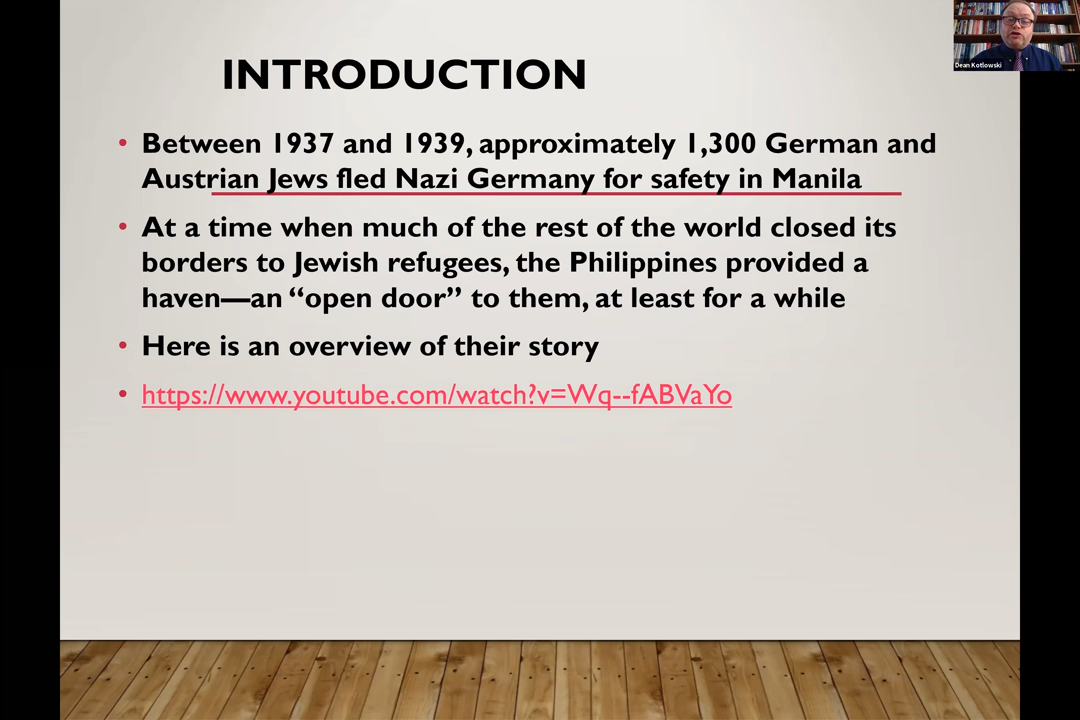 Dean Kotlowski
INTRODUCTION
• Between 1937 and 1939, approximately 1,300 German and
Austrian Jews fled Nazi Germany for safety in Manila
• At a time when much of the rest of the world closed its
borders to Jewish refugees, the Philippines provided a
haven—an “open door” to them, at least for a while
• Here is an overview of their story
• https://www.youtube.com/watch?v=Wq--fABVaYo